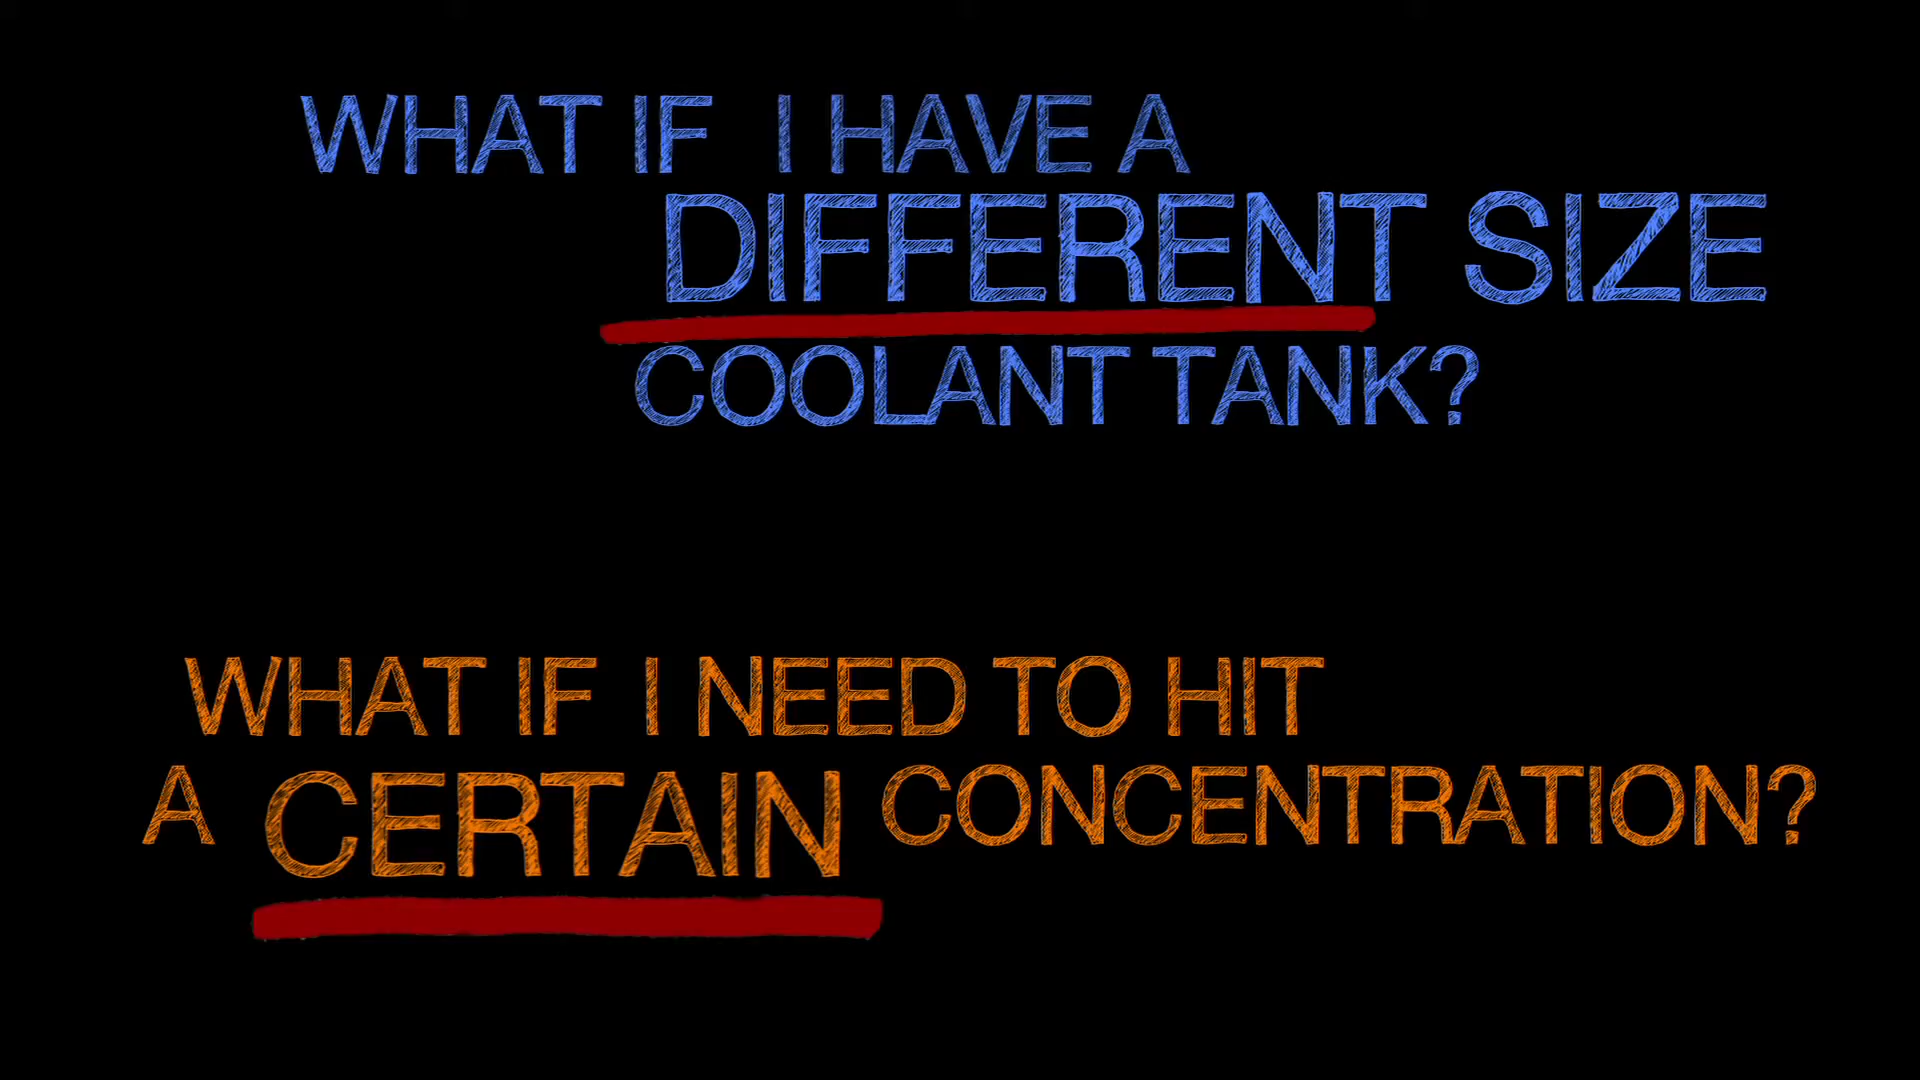 WHAT IF I HAVE A
DIFFERENT SIZE
COOLANT TANK?
WHAT IF I NEED TO HIT
A CERTAIN CONCENTRATION?